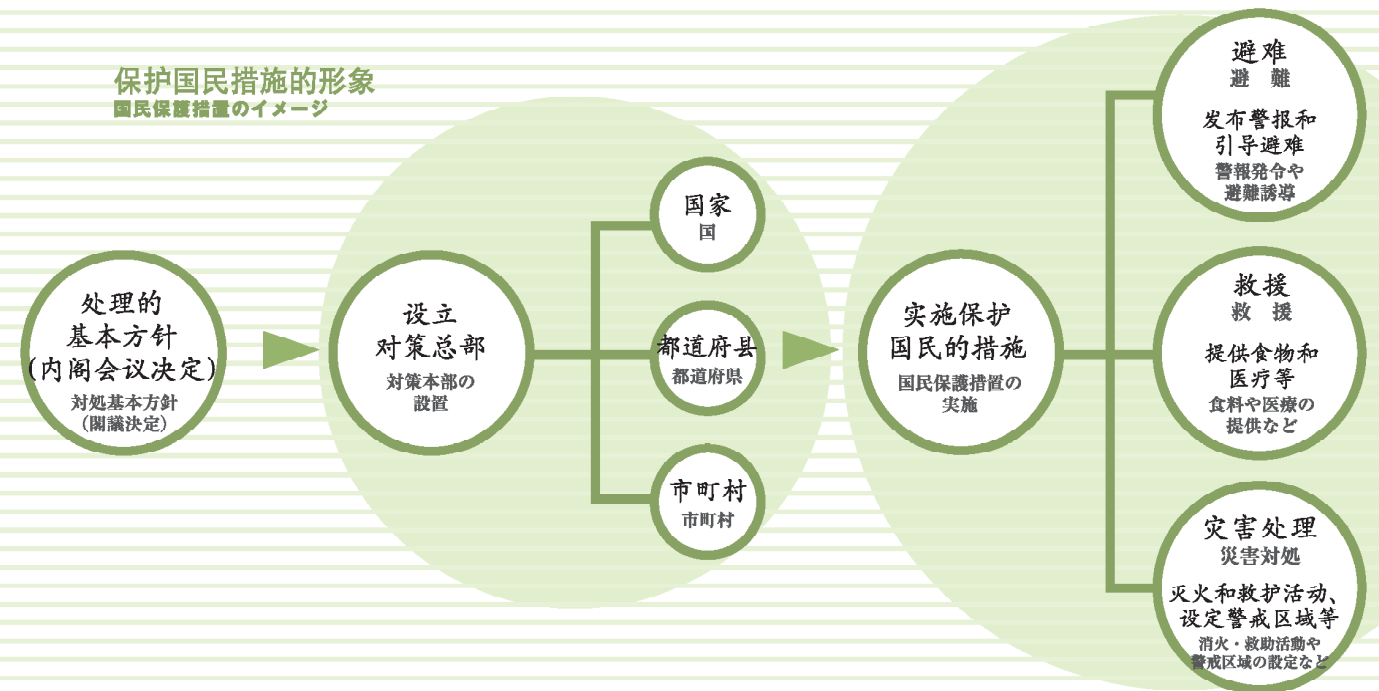 保护国民措施的形象
国民保護措置のイメージ
处理的
基本方针
(内阁会议决定)
対処基本方針
（閣議決定）
设立
对策总部
対策本部の
設置
国家
国
都道府县
都道府県
市町村
市町村
实施保护
国民的措施
国民保護措置の
実施
避难
避　難
发布警报和
引导避难
警報発令や
避難誘導
救援
救　援
提供食物和
医疗等
食料や医療の
提供など
灾害处理
災害対処
灭火和救护活动、
设定警戒区域等
消火・救助活動や
警戒区域の設定など